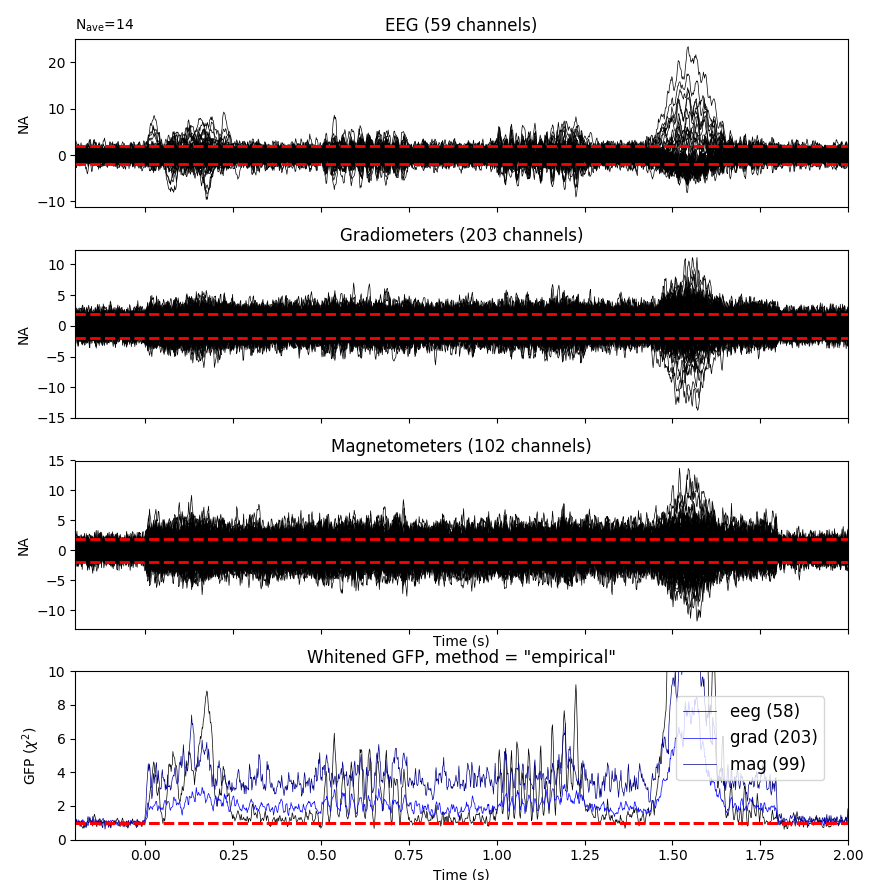 Nave=14
EEG (59 channels)
NA
20
10
0
−10
Gradiometers (203 channels)
NA
10
5
0
−5
−10
−15
Magnetometers (102 channels)
NA
15
10
5
0
−5
−10
Time (s)
Whitened GFP, method = "empirical"
GFP (χ²)
10
8
6
4
2
0
eeg (58)
grad (203)
mag (99)
0.00 0.25 0.50 0.75 1.00 1.25 1.50 1.75 2.00
Time (s)